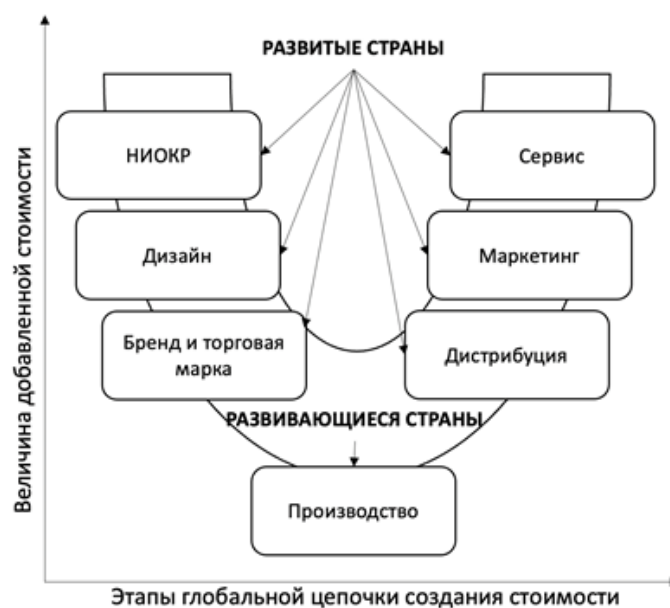 РАЗВИТЫЕ СТРАНЫ
НИОКР
Сервис
Дизайн
Маркетинг
Бренд и торговая
марка
Дистрибуция
РАЗВИВАЮЩИЕСЯ СТРАНЫ
Производство
Величина добавленной стоимости
Этапы глобальной цепочки создания стоимости